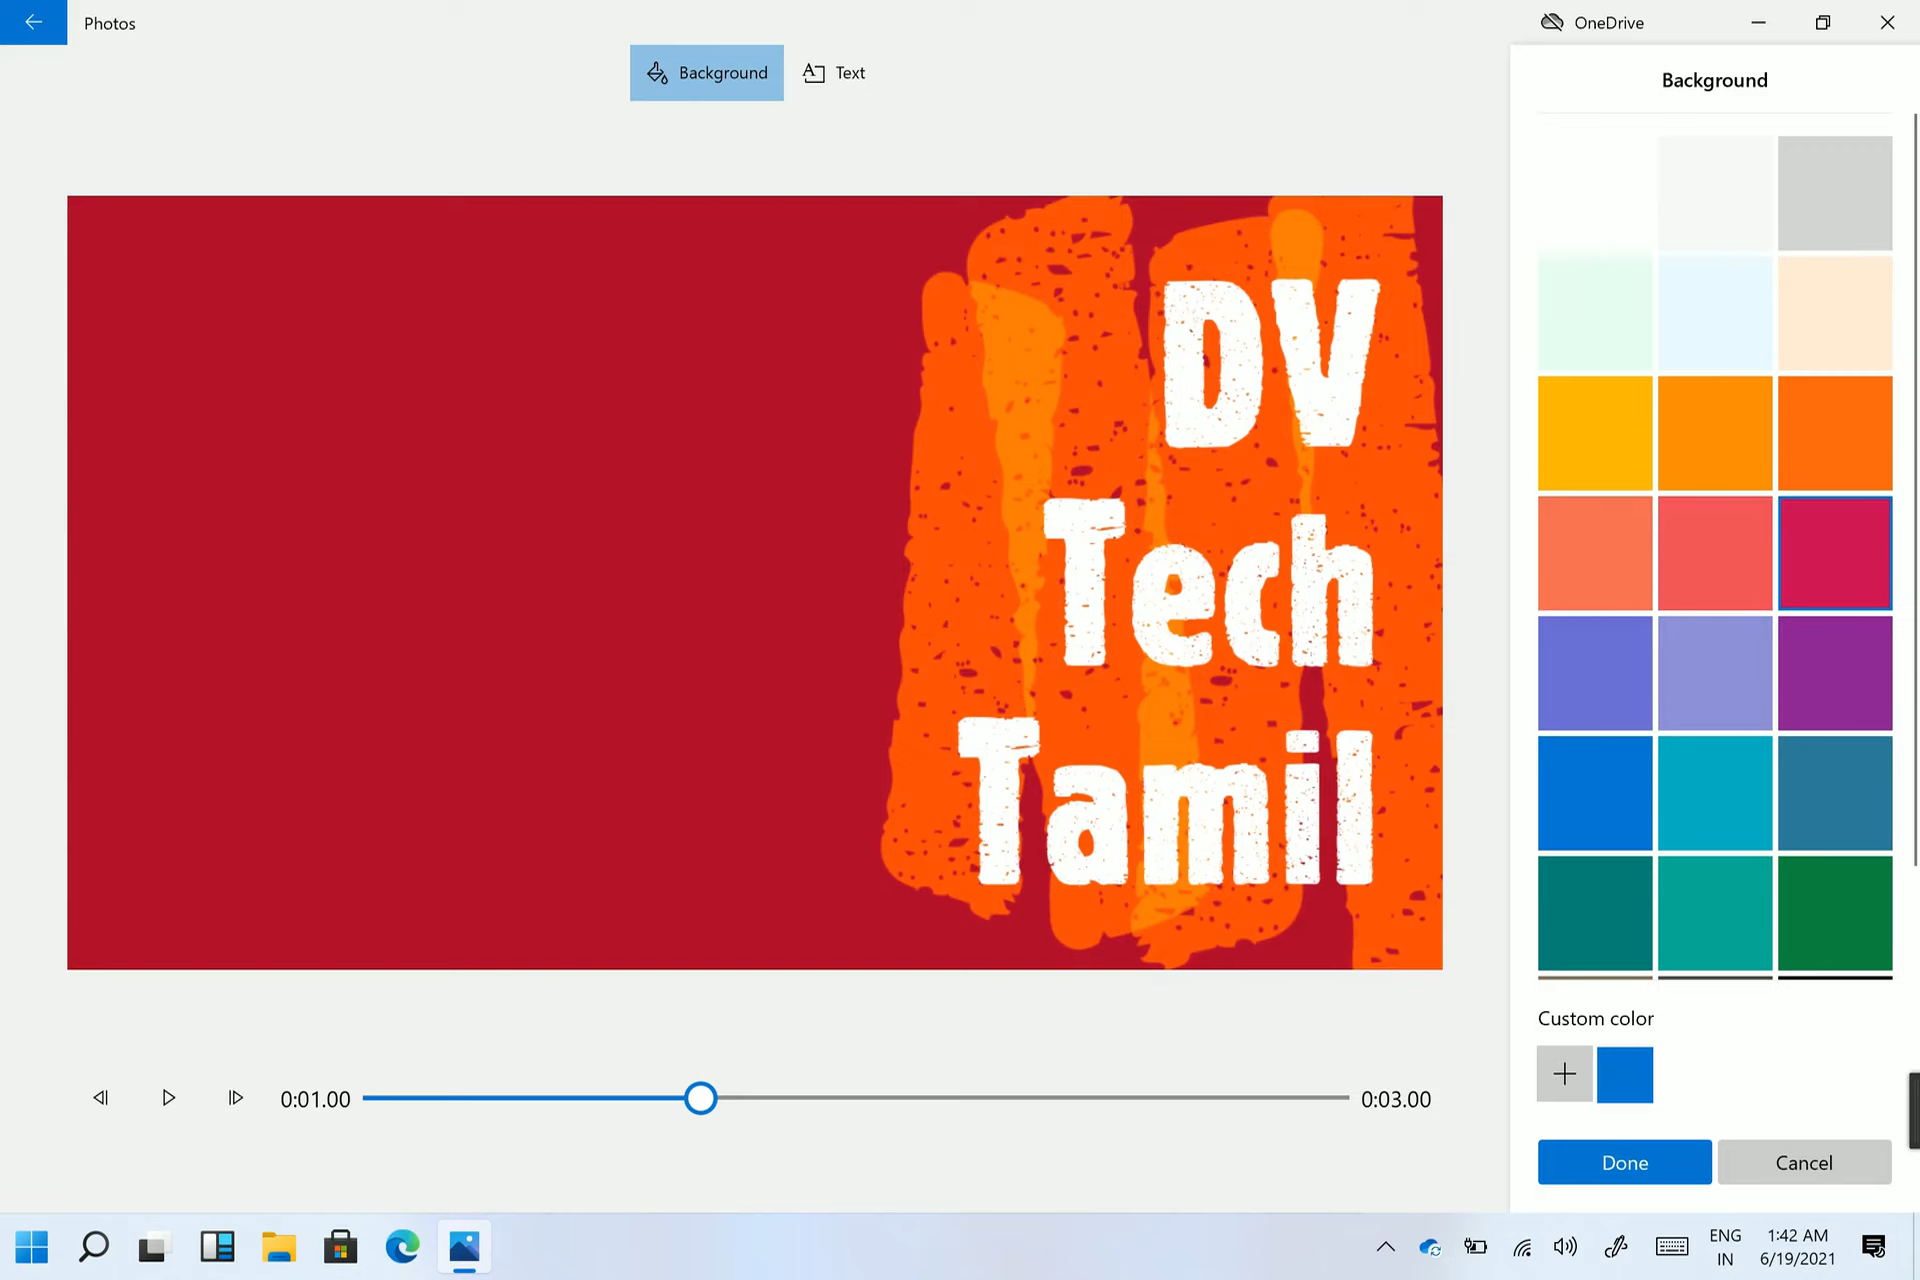 Photos
OneDrive
Background
Text
Background
DV
Tech
Tamil
Custom color
0:01.00
0:03.00
Done
Cancel
ENG
IN
1:42 AM
6/19/2021